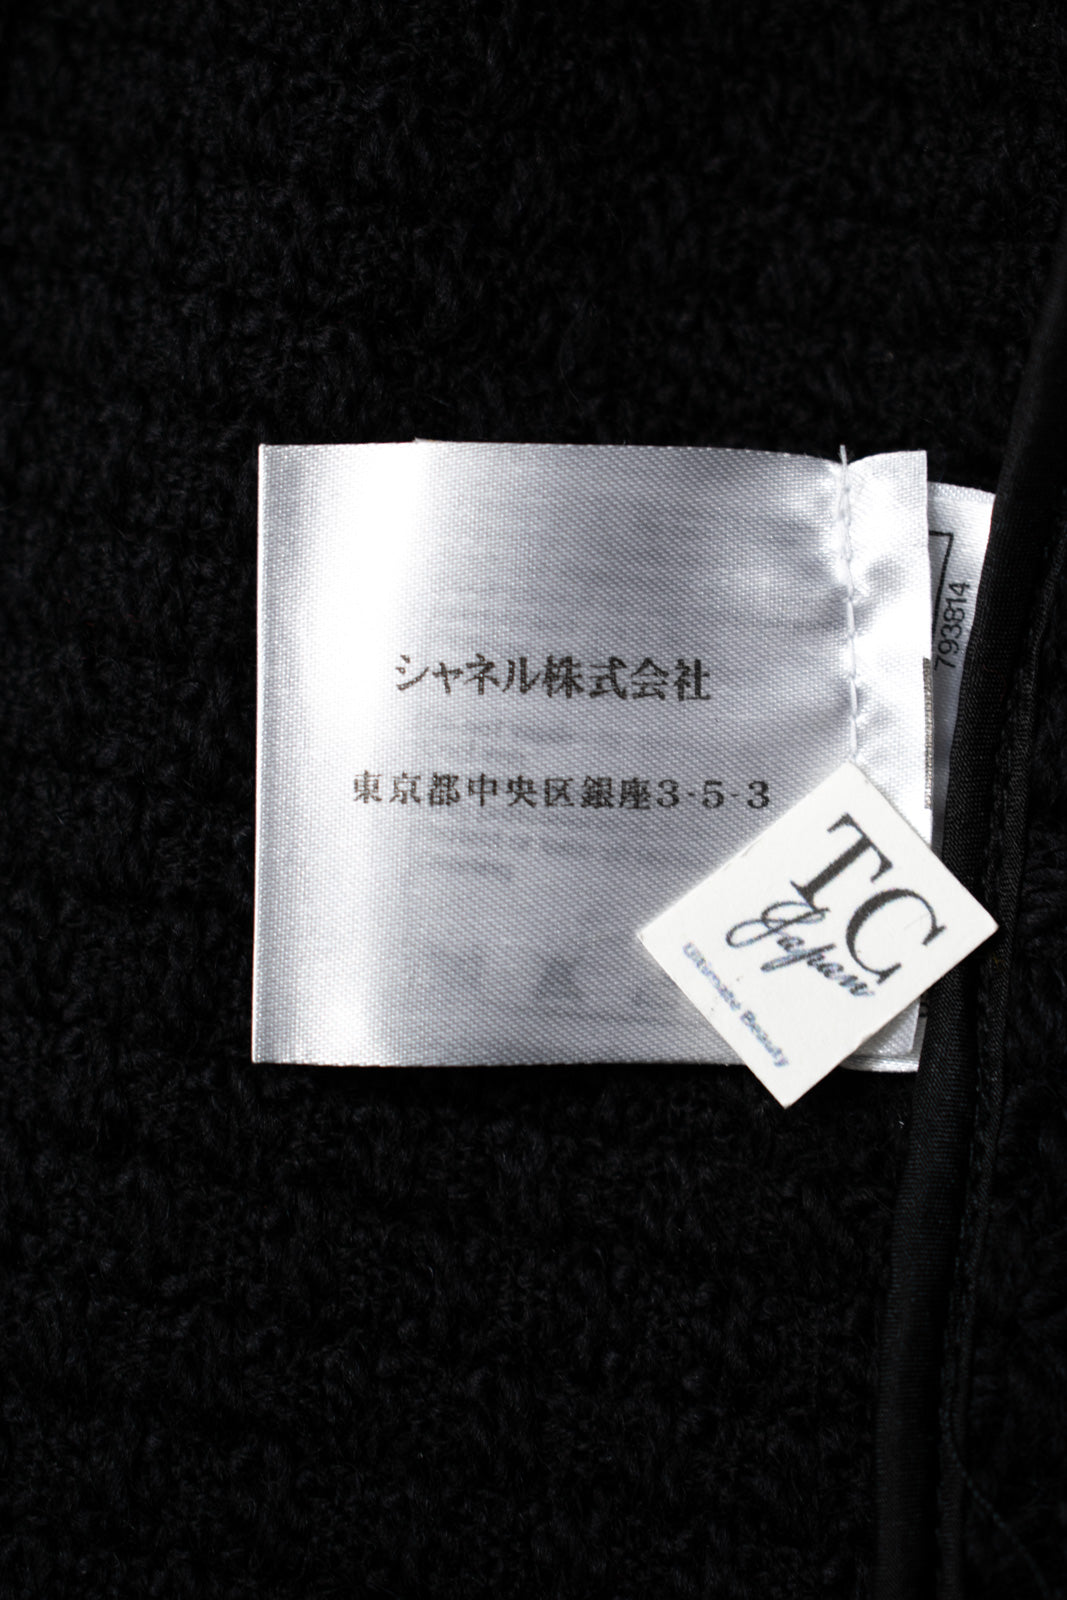 シャネル株式会社
東京都中央区銀座3-5-3
793814
TC
Japan
Ultimate Beauty